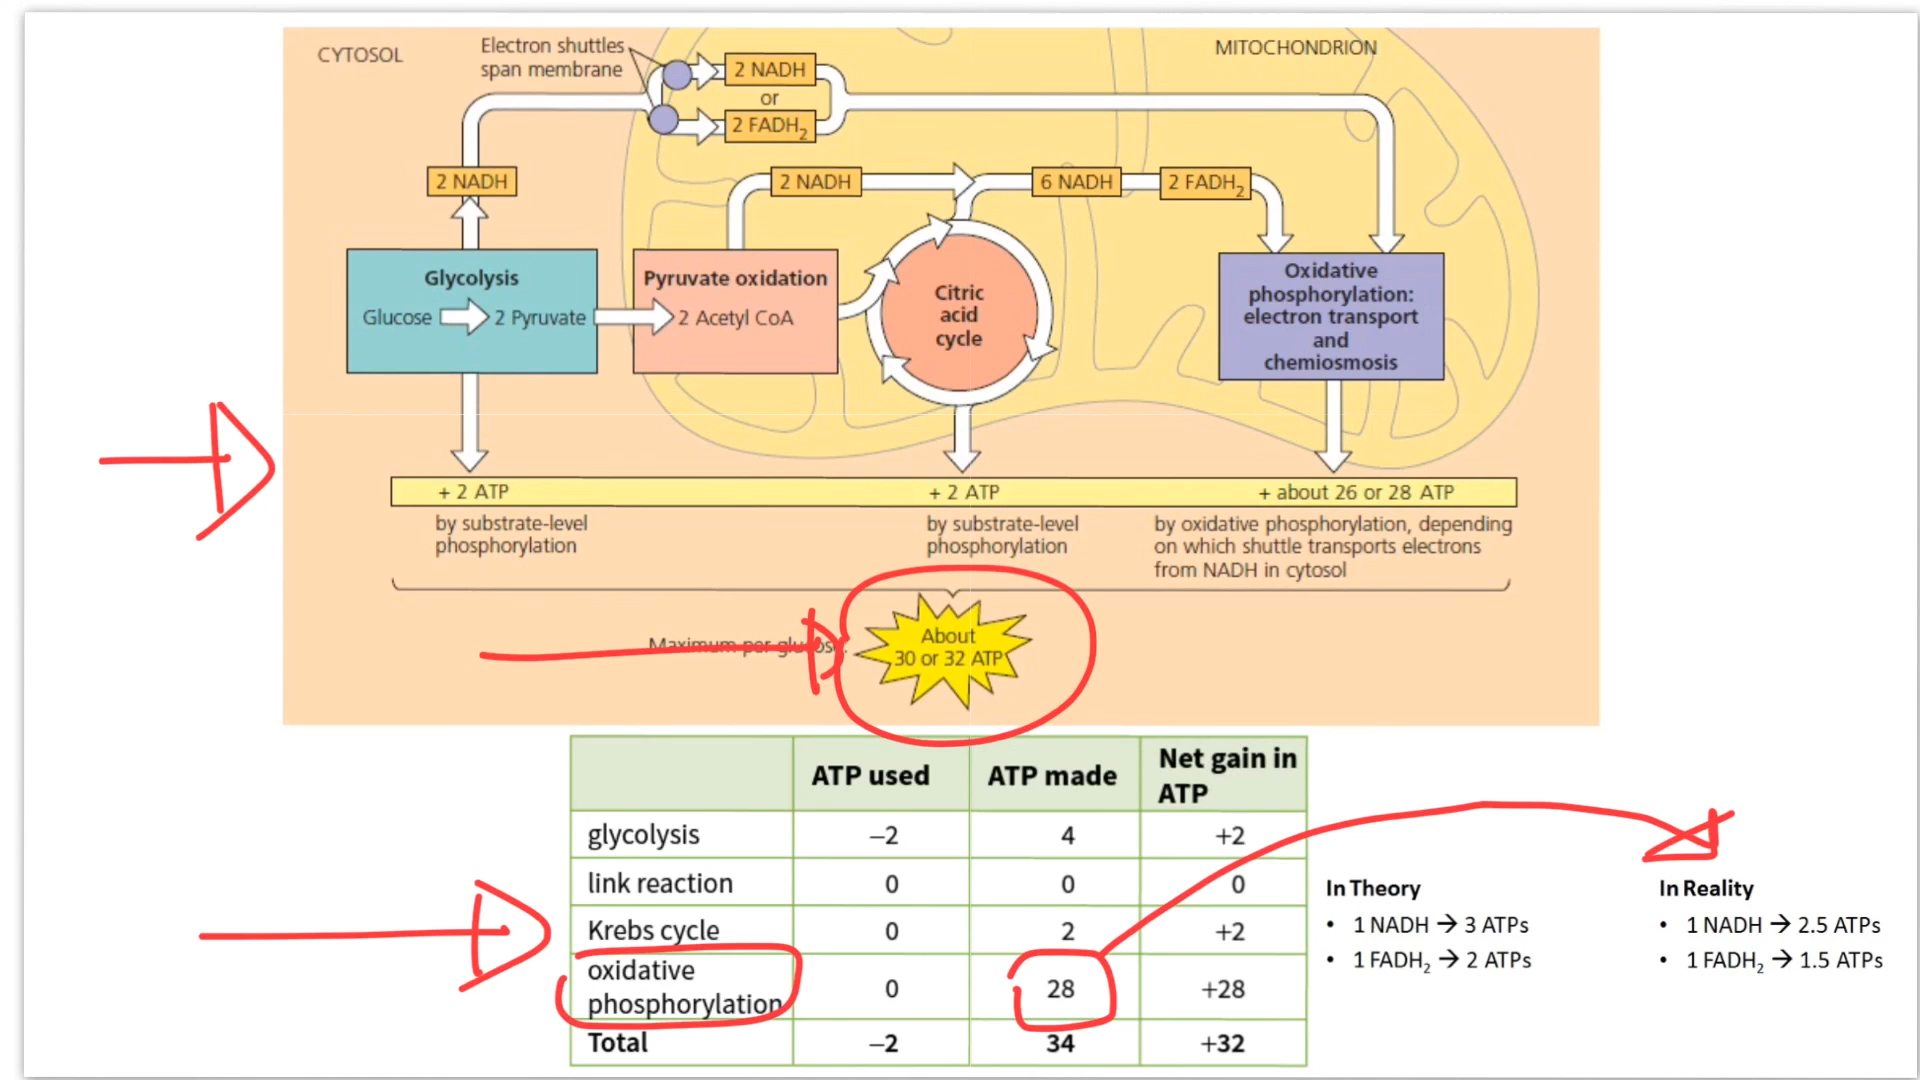 CYTOSOL
Electron shuttles
span membrane
MITOCHONDRION
2 NADH
or
2 FADH₂
2 NADH
2 NADH
6 NADH
2 FADH₂
Glycolysis
Glucose
2 Pyruvate
Pyruvate oxidation
2 Acetyl CoA
Citric
acid
cycle
Oxidative
phosphorylation:
electron transport
and
chemiosmosis
+ 2 ATP
+ 2 ATP
+ about 26 or 28 ATP
by substrate-level
phosphorylation
by substrate-level
phosphorylation
by oxidative phosphorylation, depending
on which shuttle transports electrons
from NADH in cytosol
Maximum per glucose:
About
30 or 32 ATP
ATP used ATP made Net gain in
ATP
glycolysis –2 4 +2
link reaction 0 0 0
Krebs cycle 0 2 +2
oxidative
phosphorylation 0 28 +28
Total –2 34 +32
In Theory
• 1 NADH → 3 ATPs
• 1 FADH₂ → 2 ATPs
In Reality
• 1 NADH → 2.5 ATPs
• 1 FADH₂ → 1.5 ATPs